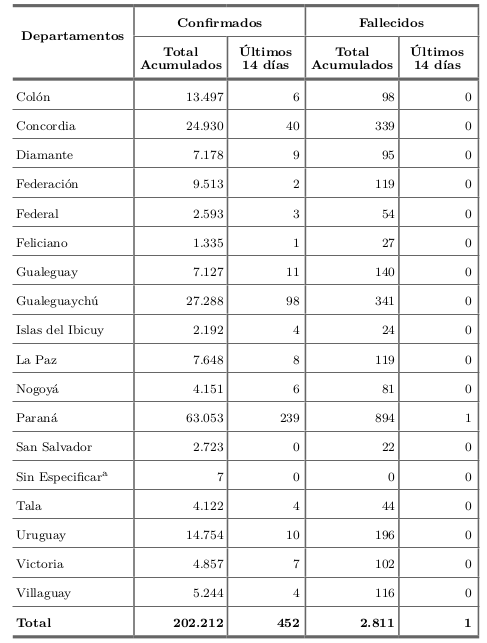 Departamentos Confirmados Fallecidos
Total Acumulados Últimos 14 días Total Acumulados Últimos 14 días
Colón 13.497 6 98 0
Concordia 24.930 40 339 0
Diamante 7.178 9 95 0
Federación 9.513 2 119 0
Federal 2.593 3 54 0
Feliciano 1.335 1 27 0
Gualeguay 7.127 11 140 0
Gualeguaychú 27.288 98 341 0
Islas del Ibicuy 2.192 4 24 0
La Paz 7.648 8 119 0
Nogoyá 4.151 6 81 0
Paraná 63.053 239 894 1
San Salvador 2.723 0 22 0
Sin Especificarᵃ 7 0 0 0
Tala 4.122 4 44 0
Uruguay 14.754 10 196 0
Victoria 4.857 7 102 0
Villaguay 5.244 4 116 0
Total 202.212 452 2.811 1